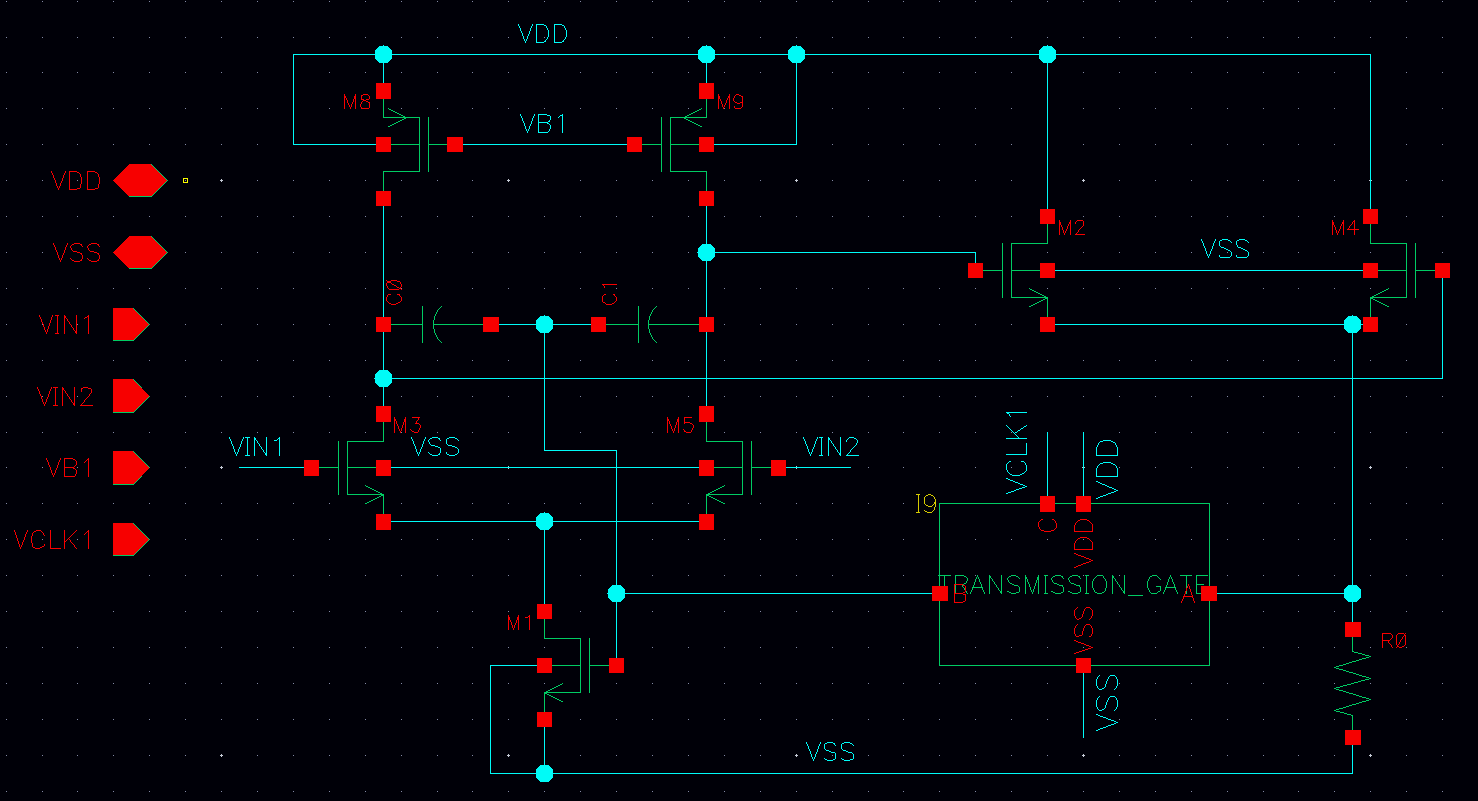 VDD
M8
M9
VB1
VDD
M2
M4
VSS
VSS
C0
C1
VIN1
VIN2
M3
M5
VIN1
VSS
VIN2
VCLK1
VDD
VB1
I9
C
VDD
VCLK1
TRANSMISSION_GATE
B
A
M1
VSS
R0
VSS
VSS